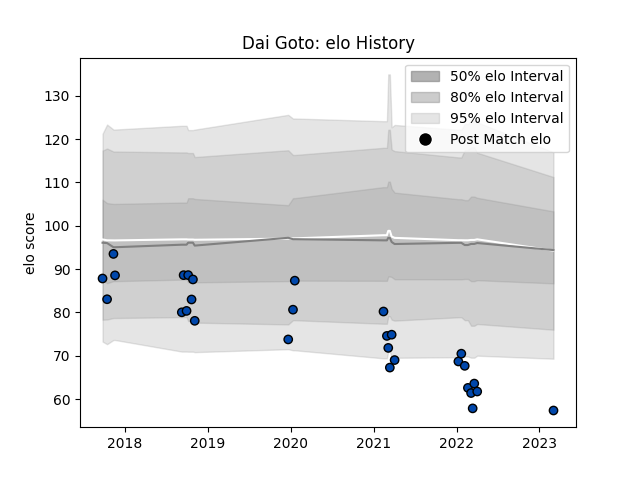 Dai Goto: elo History
50% elo Interval
80% elo Interval
95% elo Interval
Post Match elo
elo score
130
120
110
100
90
80
70
60
2018 2019 2020 2021 2022 2023